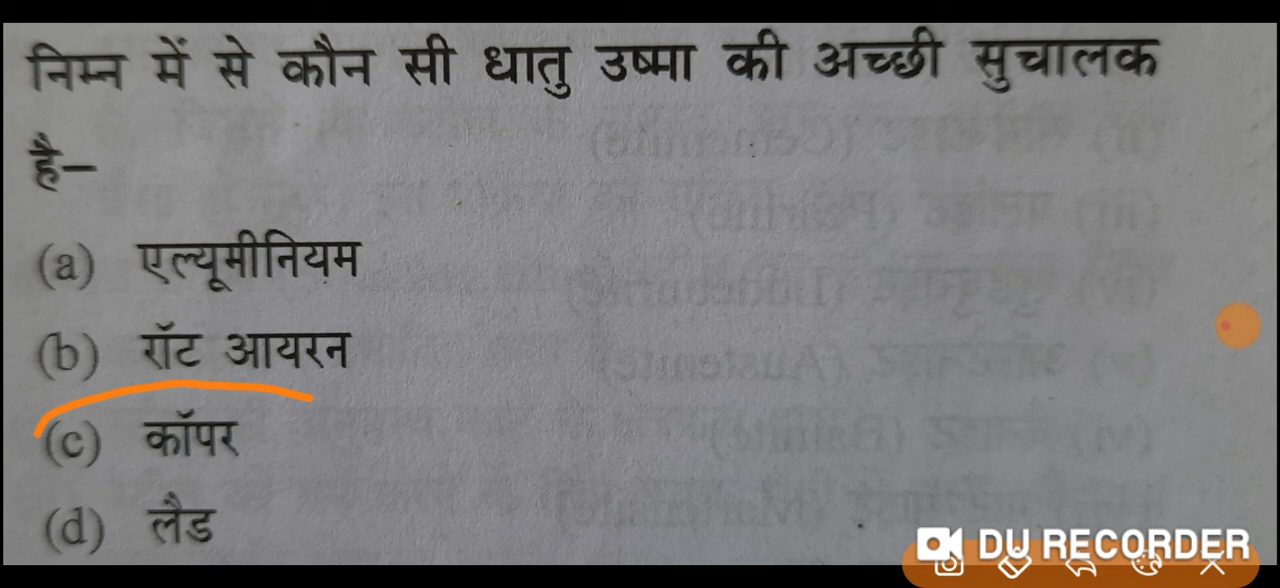 निम्न में से कौन सी धातु उष्मा की अच्छी सुचालक
है–
(a) एल्यूमीनियम
(b) रॉट आयरन
(c) कॉपर
(d) लैड
DU RECORDER